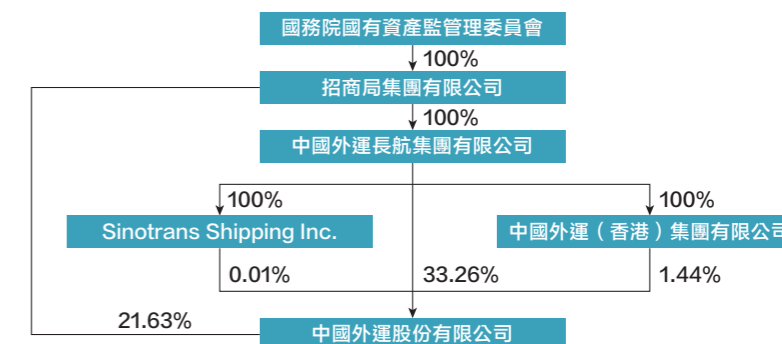 國務院國有資產監管理委員會
100%
招商局集團有限公司
100%
中國外運長航集團有限公司
100%
100%
Sinotrans Shipping Inc.
中國外運（香港）集團有限公司
0.01%
33.26%
1.44%
21.63%
中國外運股份有限公司